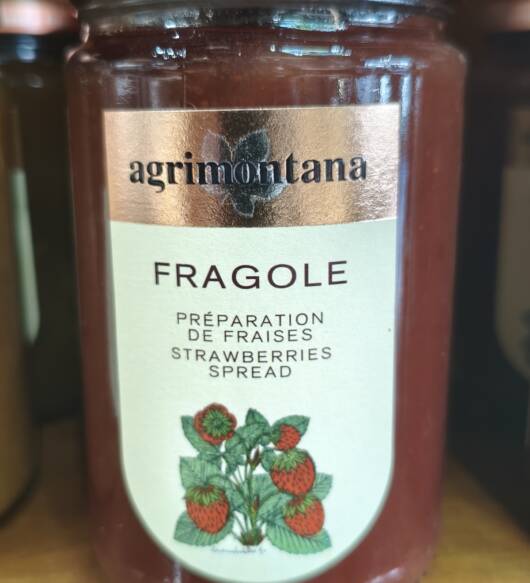 agrimontana
FRAGOLE
PRÉPARATION
DE FRAISES
STRAWBERRIES
SPREAD